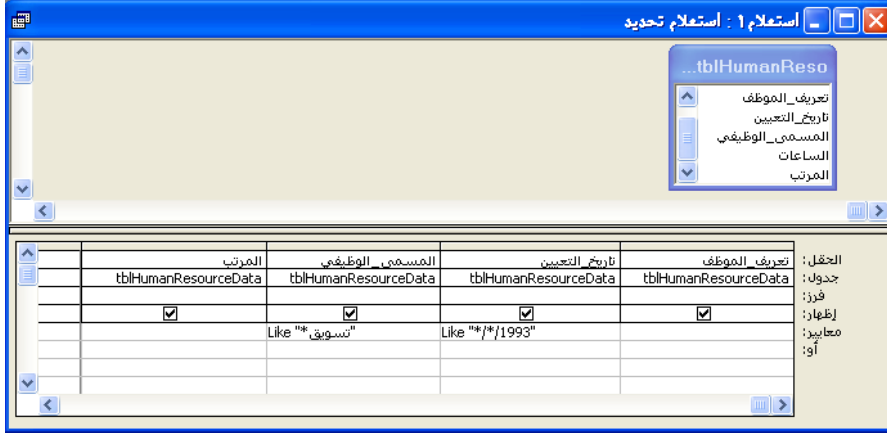 استعلام١ : استعلام تحديد
tblHumanReso...
تعريف_الموظف
تاريخ_التعيين
المسمى_الوظيفي
الساعات
المرتب
الحقل: تعريف_الموظف تاريخ_التعيين المسمى_الوظيفي المرتب
جدول: tblHumanResourceData tblHumanResourceData tblHumanResourceData tblHumanResourceData
فرز:
إظهار:
معايير: Like "*/*/1993" Like "*تسويق"
أو: